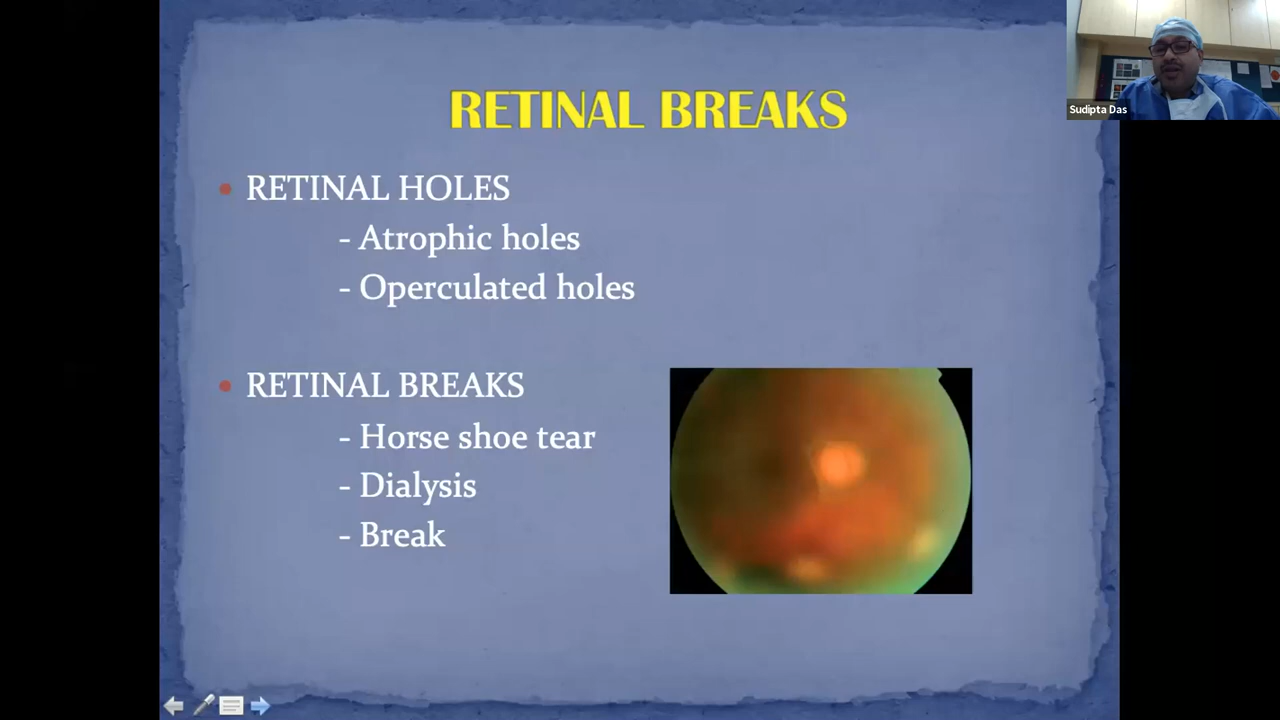 RETINAL BREAKS
Sudipta Das
• RETINAL HOLES
- Atrophic holes
- Operculated holes
• RETINAL BREAKS
- Horse shoe tear
- Dialysis
- Break